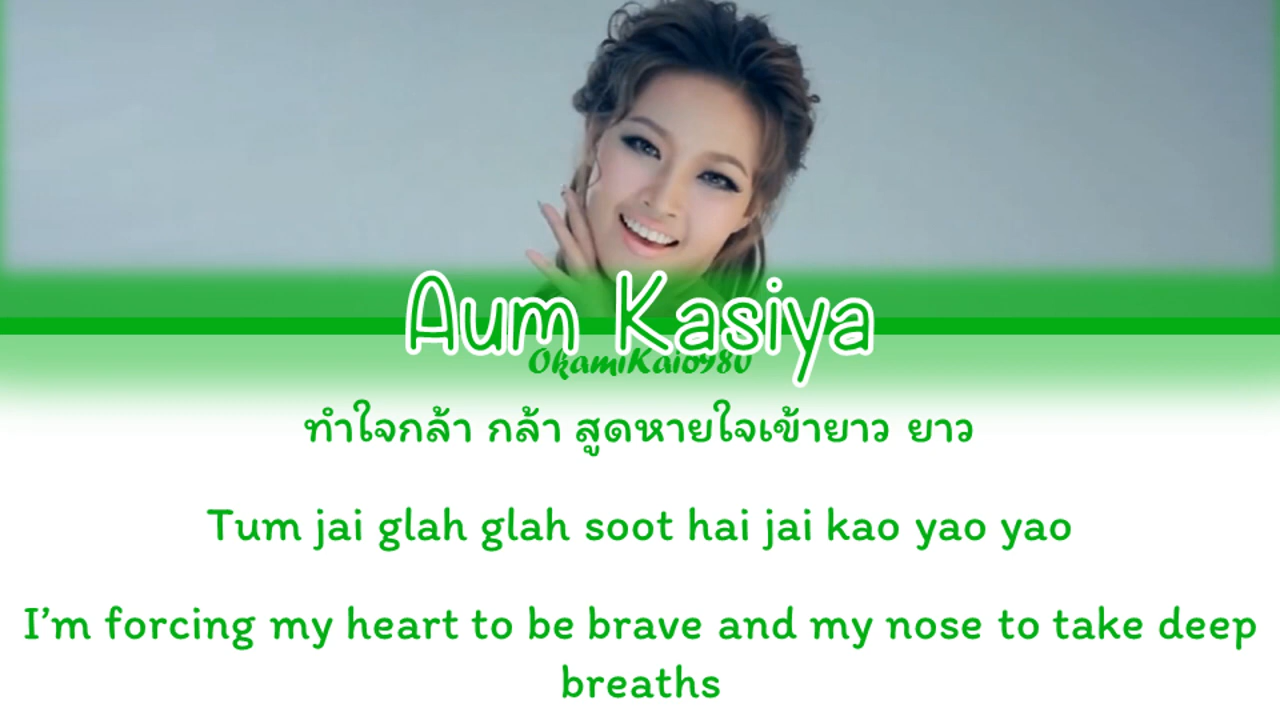 Aum Kasiya
OkamiKaio980
ทำใจกล้า กล้า สูดหายใจเข้ายาว ยาว
Tum jai glah glah soot hai jai kao yao yao
I'm forcing my heart to be brave and my nose to take deep
breaths